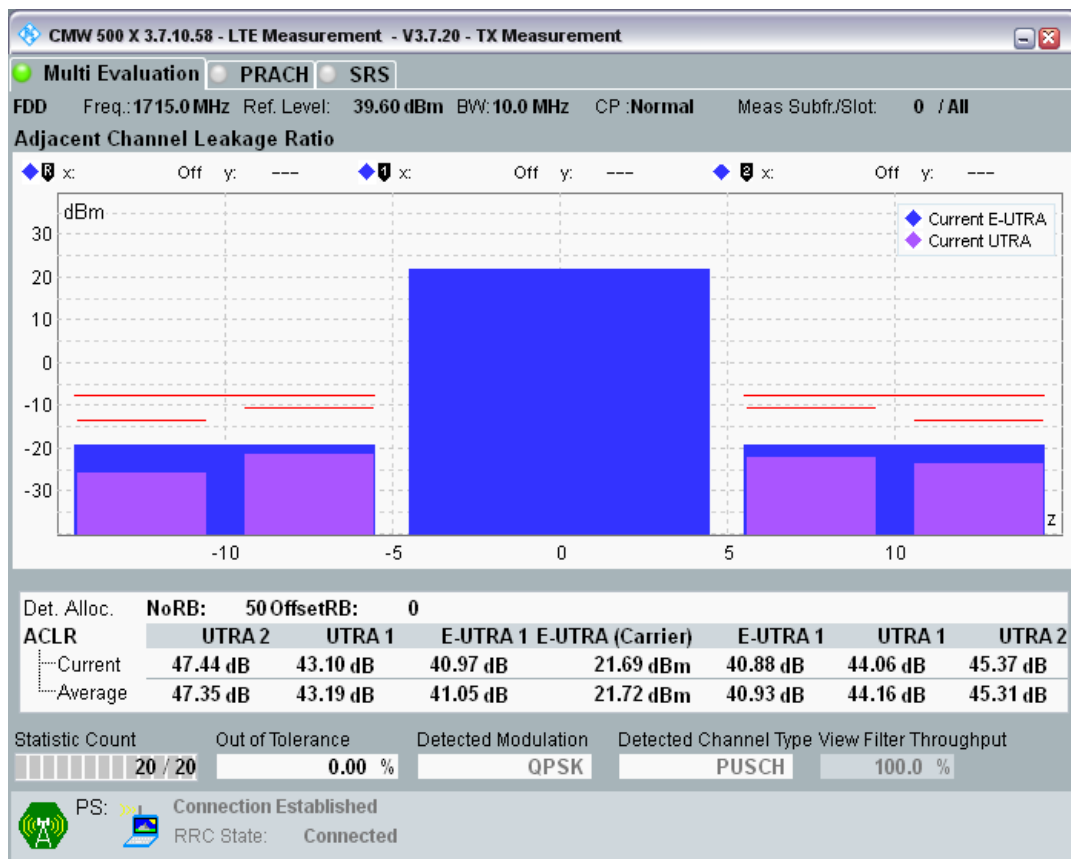 CMW 500 X 3.7.10.58 - LTE Measurement - V3.7.20 - TX Measurement
Multi Evaluation PRACH SRS
FDD Freq.:1715.0 MHz Ref. Level: 39.60 dBm BW:10.0 MHz CP :Normal Meas Subfr./Slot: 0 / All
Adjacent Channel Leakage Ratio
R x: Off y: --- 1 x: Off y: --- 2 x: Off y: ---
dBm
Current E-UTRA
Current UTRA
30
20
10
0
-10
-20
-30
z
-10 -5 0 5 10
Det. Alloc. NoRB: 50 OffsetRB: 0
ACLR UTRA 2 UTRA 1 E-UTRA 1 E-UTRA (Carrier) E-UTRA 1 UTRA 1 UTRA 2
Current 47.44 dB 43.10 dB 40.97 dB 21.69 dBm 40.88 dB 44.06 dB 45.37 dB
Average 47.35 dB 43.19 dB 41.05 dB 21.72 dBm 40.93 dB 44.16 dB 45.31 dB
Statistic Count Out of Tolerance Detected Modulation Detected Channel Type View Filter Throughput
20 / 20 0.00 % QPSK PUSCH 100.0 %
PS: Connection Established
RRC State: Connected